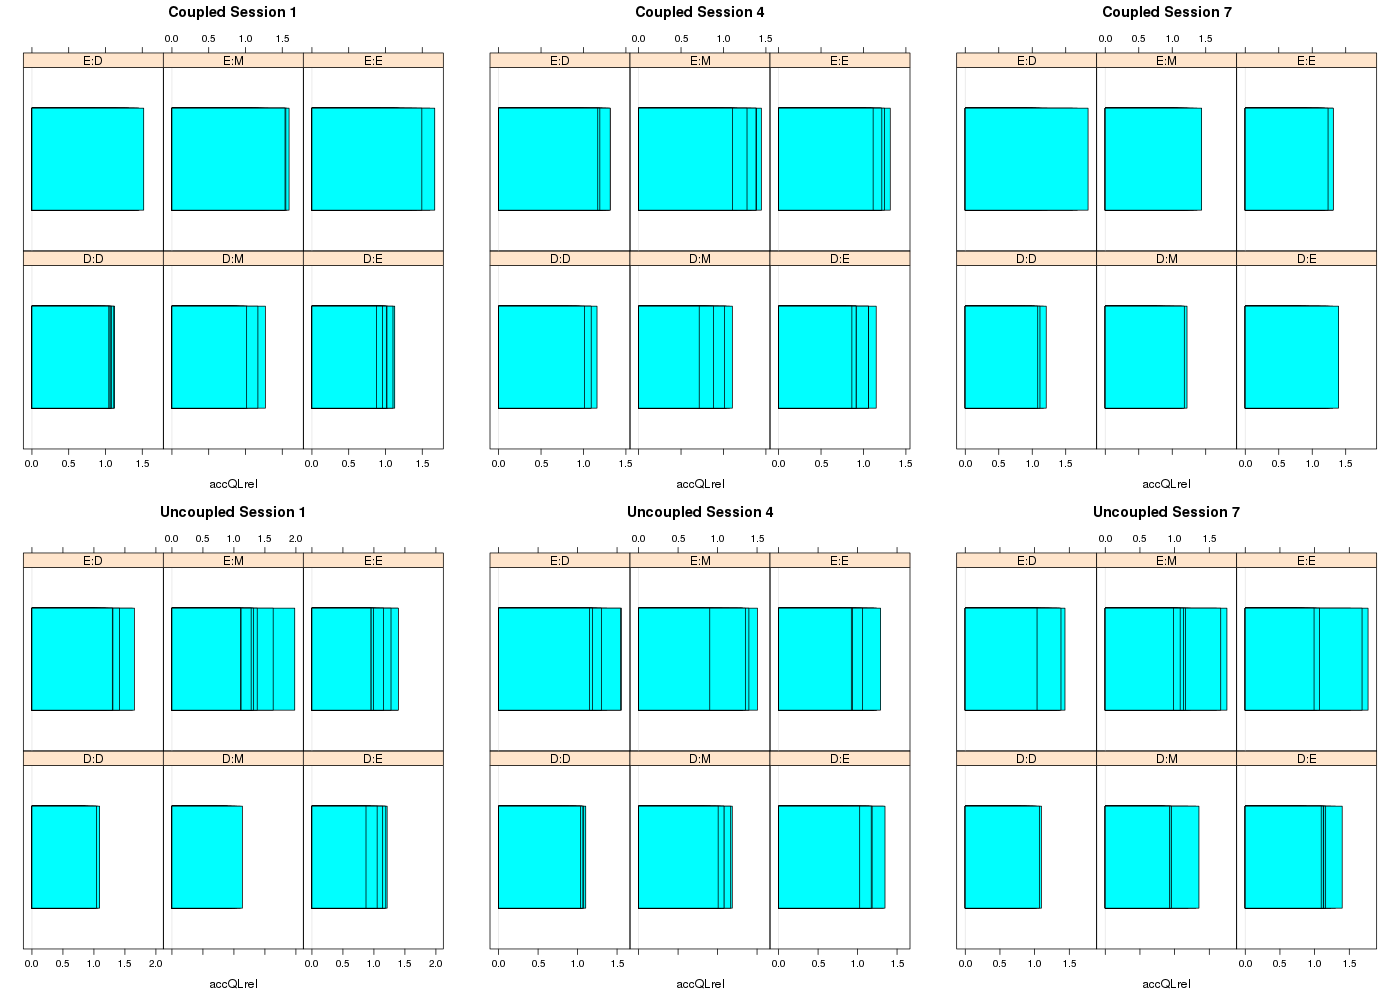 Coupled Session 1
0.0 0.5 1.0 1.5
E:D E:M E:E
D:D D:M D:E
0.0 0.5 1.0 1.5 0.0 0.5 1.0 1.5
accQLrel
Coupled Session 4
0.0 0.5 1.0 1.5
E:D E:M E:E
D:D D:M D:E
0.0 0.5 1.0 1.5 0.0 0.5 1.0 1.5
accQLrel
Coupled Session 7
0.0 0.5 1.0 1.5
E:D E:M E:E
D:D D:M D:E
0.0 0.5 1.0 1.5 0.0 0.5 1.0 1.5
accQLrel
Uncoupled Session 1
0.0 0.5 1.0 1.5 2.0
E:D E:M E:E
D:D D:M D:E
0.0 0.5 1.0 1.5 2.0 0.0 0.5 1.0 1.5 2.0
accQLrel
Uncoupled Session 4
0.0 0.5 1.0 1.5
E:D E:M E:E
D:D D:M D:E
0.0 0.5 1.0 1.5 0.0 0.5 1.0 1.5
accQLrel
Uncoupled Session 7
0.0 0.5 1.0 1.5
E:D E:M E:E
D:D D:M D:E
0.0 0.5 1.0 1.5 0.0 0.5 1.0 1.5
accQLrel